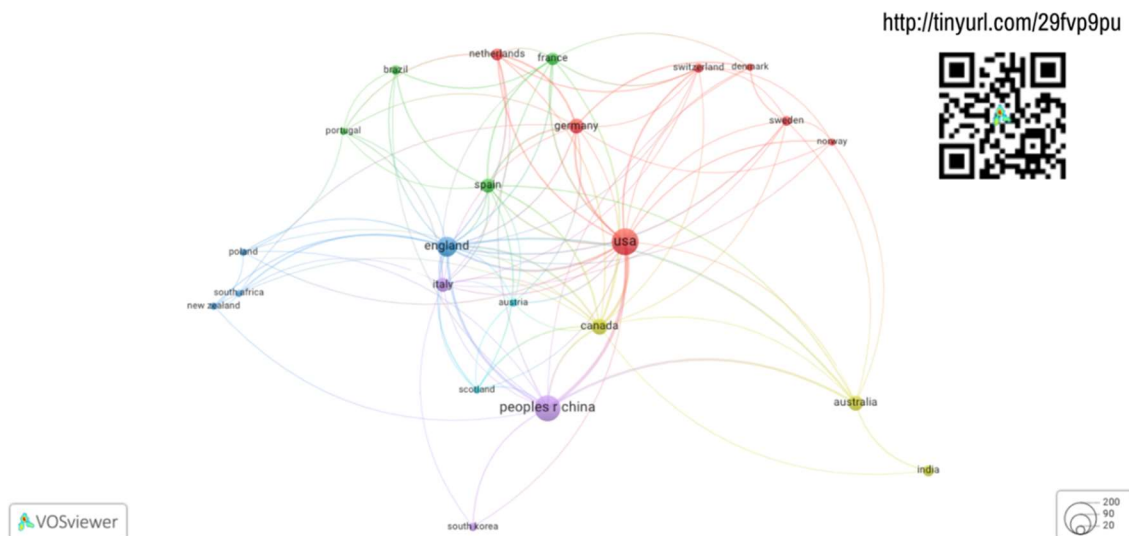 http://tinyurl.com/29fvp9pu
netherlands
france
brazil
switzerland
denmark
germany
sweden
portugal
norway
spain
usa
england
poland
italy
south africa
new zealand
austria
canada
scotland
peoples r china
australia
india
south korea
VOSviewer
200
90
20